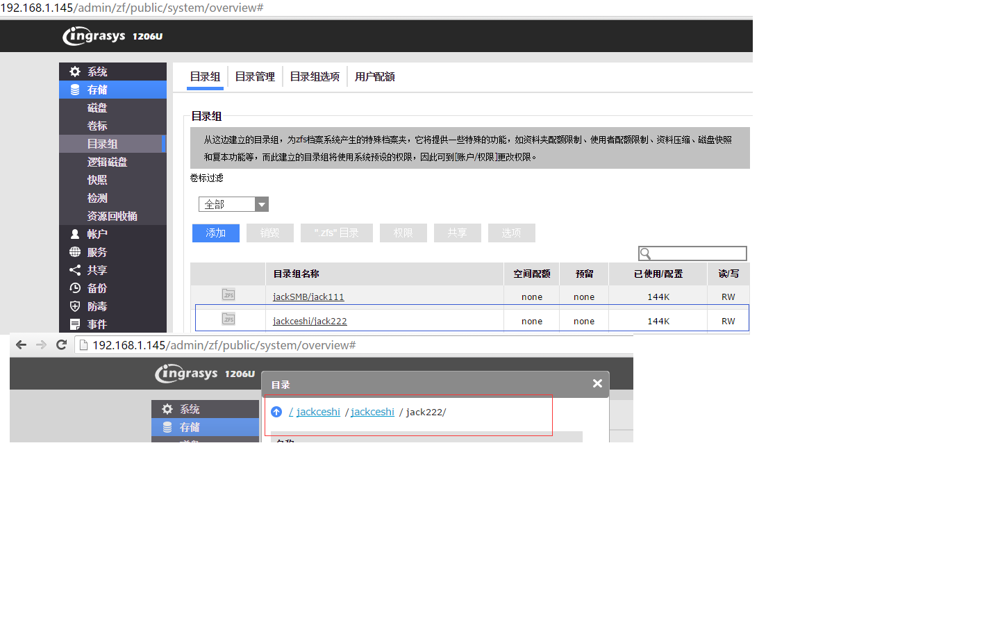 192.168.1.145/admin/zf/public/system/overview#
ingrasys 1206U
系统
存储
磁盘
卷标
目录组
逻辑磁盘
快照
检测
资源回收桶
帐户
服务
共享
备份
防毒
事件
目录组 目录管理 目录组选项 用户配额
目录组
从这边建立的目录组，为zfs档案系统产生的特殊档案夹，它将提供一些特殊的功能，如资料夹配额限制、使用者配额限制、资料压缩、磁盘快照
和复本功能等，而此建立的目录组将使用系统预设的权限，因此可到[账户/权限]更改权限。
卷标过滤
全部
添加 销毁 ".zfs" 目录 权限 共享 选项
目录组名称 空间配额 预留 已使用/配置 读/写
.ZFS jackSMB/jack111 none none 144K RW
.ZFS jackceshi/jack222 none none 144K RW
192.168.1.145/admin/zf/public/system/overview#
ingrasys 1206U
系统
存储
目录
/ jackceshi / jackceshi / jack222/